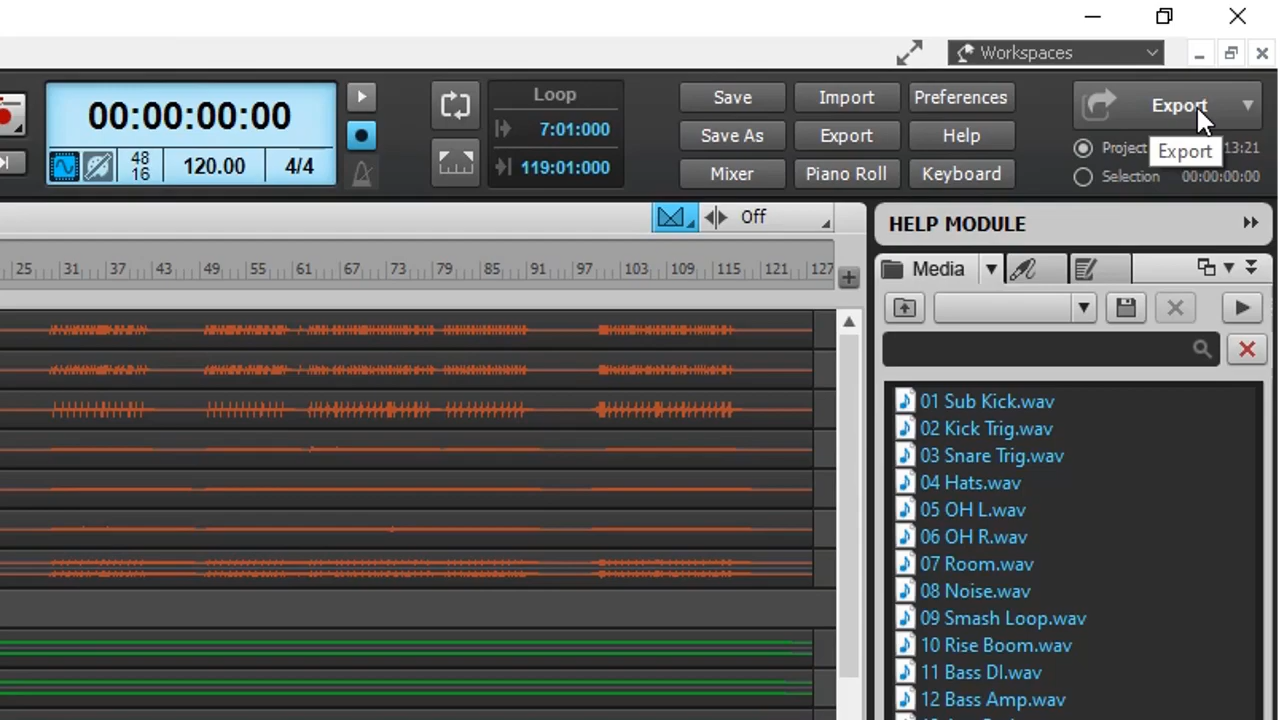 Workspaces
00:00:00:00
48
16
120.00
4/4
Loop
7:01:000
119:01:000
Save
Import
Preferences
Save As
Export
Help
Mixer
Piano Roll
Keyboard
Export
Project
13:21
Export
Selection
00:00:00:00
Off
HELP MODULE
25 31 37 43 49 55 61 67 73 79 85 91 97 103 109 115 121 127
Media
01 Sub Kick.wav
02 Kick Trig.wav
03 Snare Trig.wav
04 Hats.wav
05 OH L.wav
06 OH R.wav
07 Room.wav
08 Noise.wav
09 Smash Loop.wav
10 Rise Boom.wav
11 Bass DI.wav
12 Bass Amp.wav